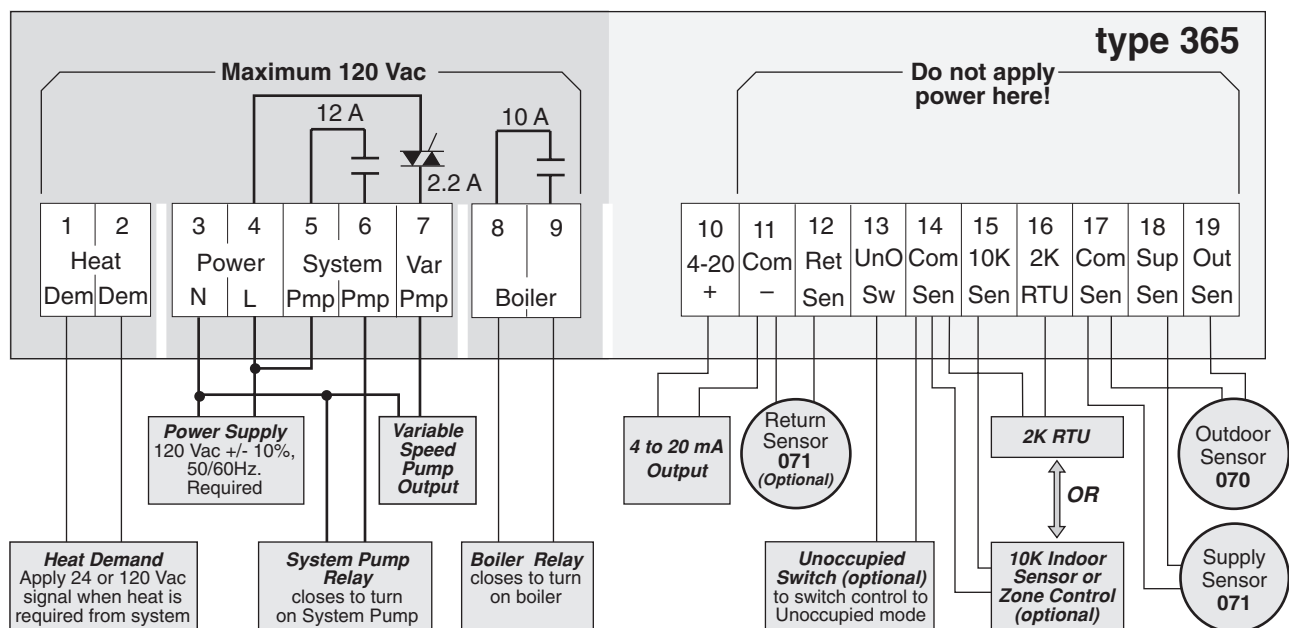 type 365
Maximum 120 Vac
Do not apply
power here!
12 A
10 A
2.2 A
1 2
Heat
Dem Dem
3 4
Power
N L
5 6
System
Pmp Pmp
7
Var
Pmp
8 9
Boiler
10
4-20
+
11
Com
–
12
Ret
Sen
13
UnO
Sw
14
Com
Sen
15
10K
Sen
16
2K
RTU
17
Com
Sen
18
Sup
Sen
19
Out
Sen
Power Supply
120 Vac +/- 10%,
50/60Hz.
Required
Variable
Speed
Pump
Output
4 to 20 mA
Output
Return
Sensor
071
(Optional)
2K RTU
OR
Outdoor
Sensor
070
Heat Demand
Apply 24 or 120 Vac
signal when heat is
required from system
System Pump
Relay
closes to turn
on System Pump
Boiler Relay
closes to turn
on boiler
Unoccupied
Switch (optional)
to switch control to
Unoccupied mode
10K Indoor
Sensor or
Zone Control
(optional)
Supply
Sensor
071